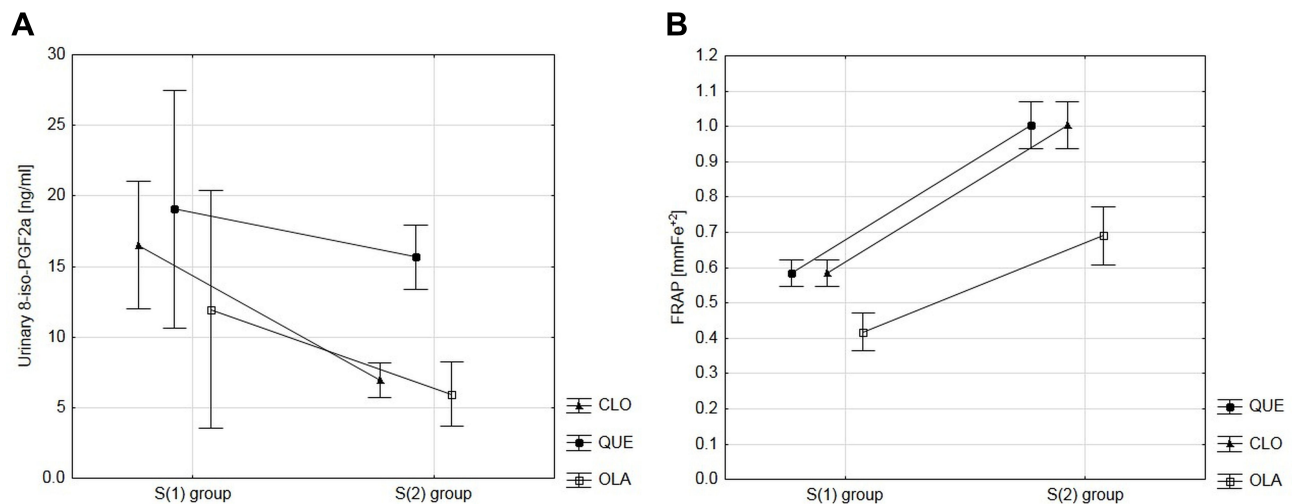 A
Urinary 8-iso-PGF2a [ng/ml]
30
25
20
15
10
5
0.0
S(1) group
S(2) group
CLO
QUE
OLA
B
FRAP [mmFe+2]
1.2
1.1
1.0
0.9
0.8
0.7
0.6
0.5
0.4
0.3
0.2
0.1
0.0
S(1) group
S(2) group
QUE
CLO
OLA